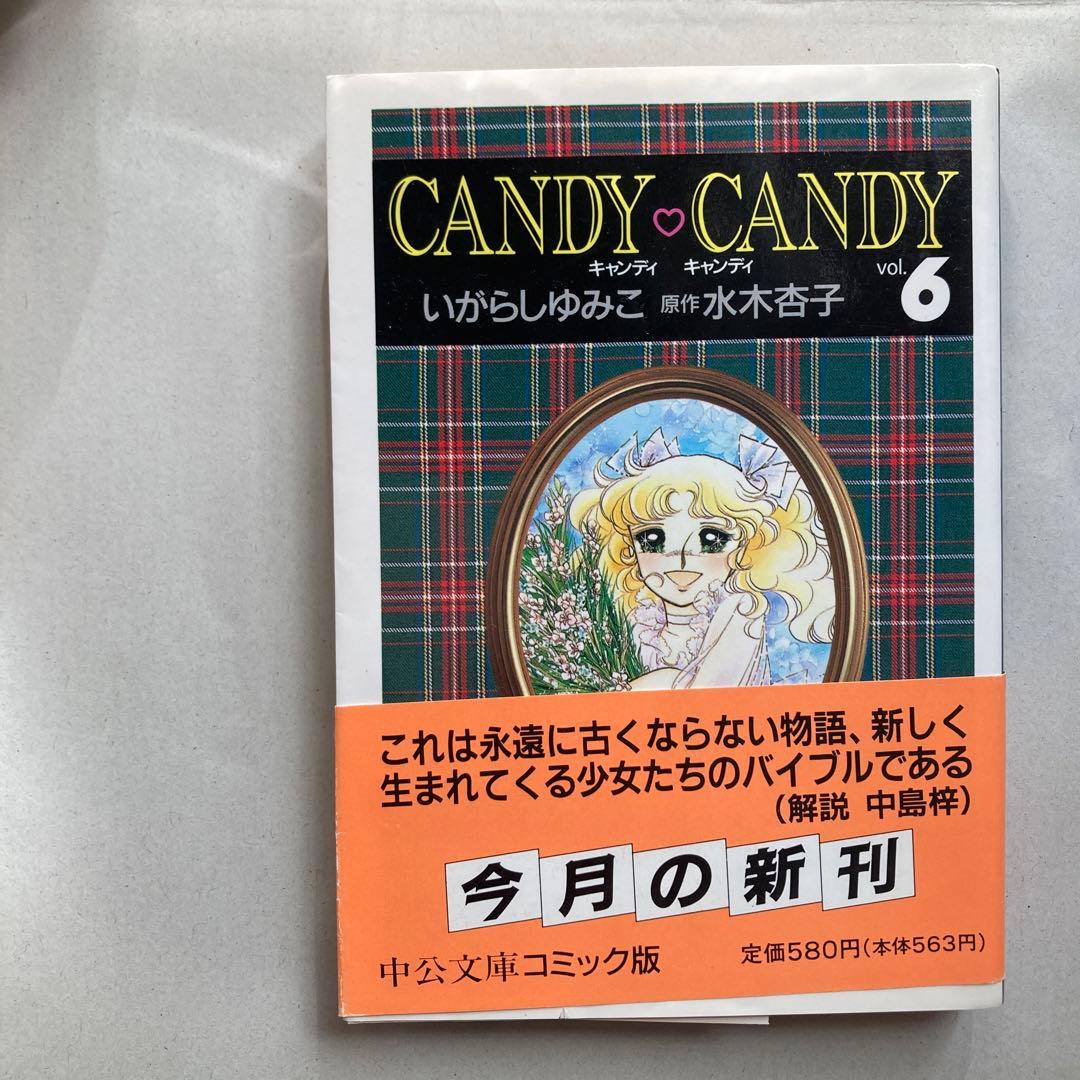 CANDY♡CANDY
キャンディ キャンディ
vol. 6
いがらしゆみこ 原作 水木杏子
これは永遠に古くならない物語、新しく
生まれてくる少女たちのバイブルである
(解説 中島梓)
今月の新刊
中公文庫コミック版
定価580円(本体563円)